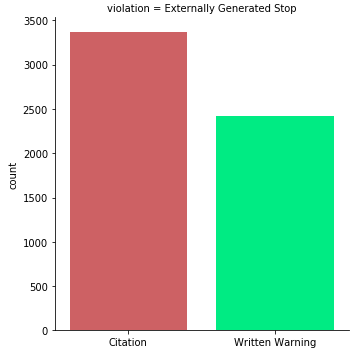 violation = Externally Generated Stop
3500
3000
2500
2000
1500
1000
500
0
count
Citation
Written Warning